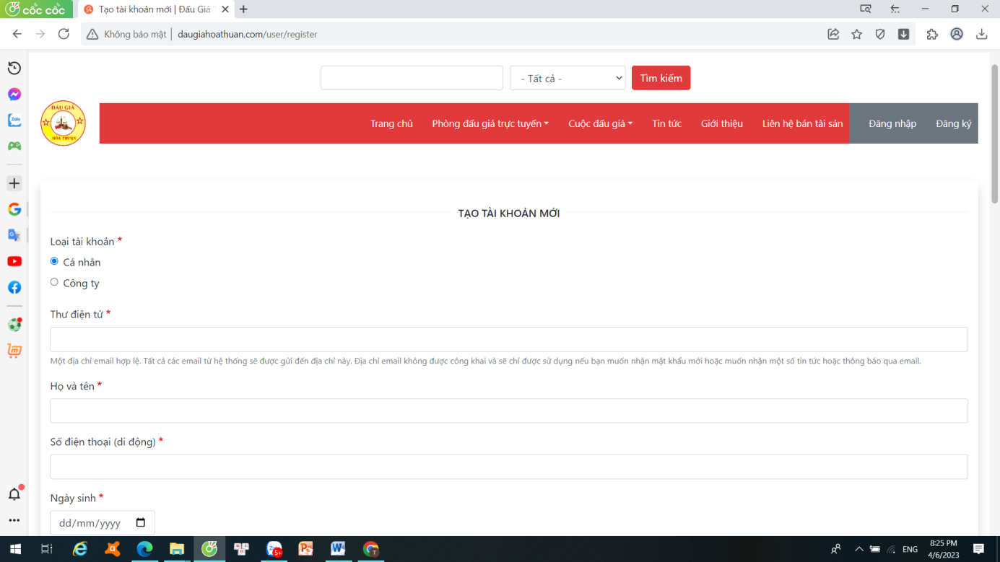 cốc cốc
Tạo tài khoản mới | Đấu Giá
Không bảo mật
daugiahoathuan.com/user/register
- Tất cả -
Tìm kiếm
ĐẤU GIÁ
HÒA THUẬN
Trang chủ
Phòng đấu giá trực tuyến
Cuộc đấu giá
Tin tức
Giới thiệu
Liên hệ bán tài sản
Đăng nhập
Đăng ký
Zalo
TẠO TÀI KHOẢN MỚI
Loại tài khoản *
Cá nhân
Công ty
Thư điện tử *
Một địa chỉ email hợp lệ. Tất cả các email từ hệ thống sẽ được gửi đến địa chỉ này. Địa chỉ email không được công khai và sẽ chỉ được sử dụng nếu bạn muốn nhận mật khẩu mới hoặc muốn nhận một số tin tức hoặc thông báo qua email.
Họ và tên *
Số điện thoại (di động) *
Ngày sinh *
dd/mm/yyyy
5+
T
ENG
8:25 PM
4/6/2023